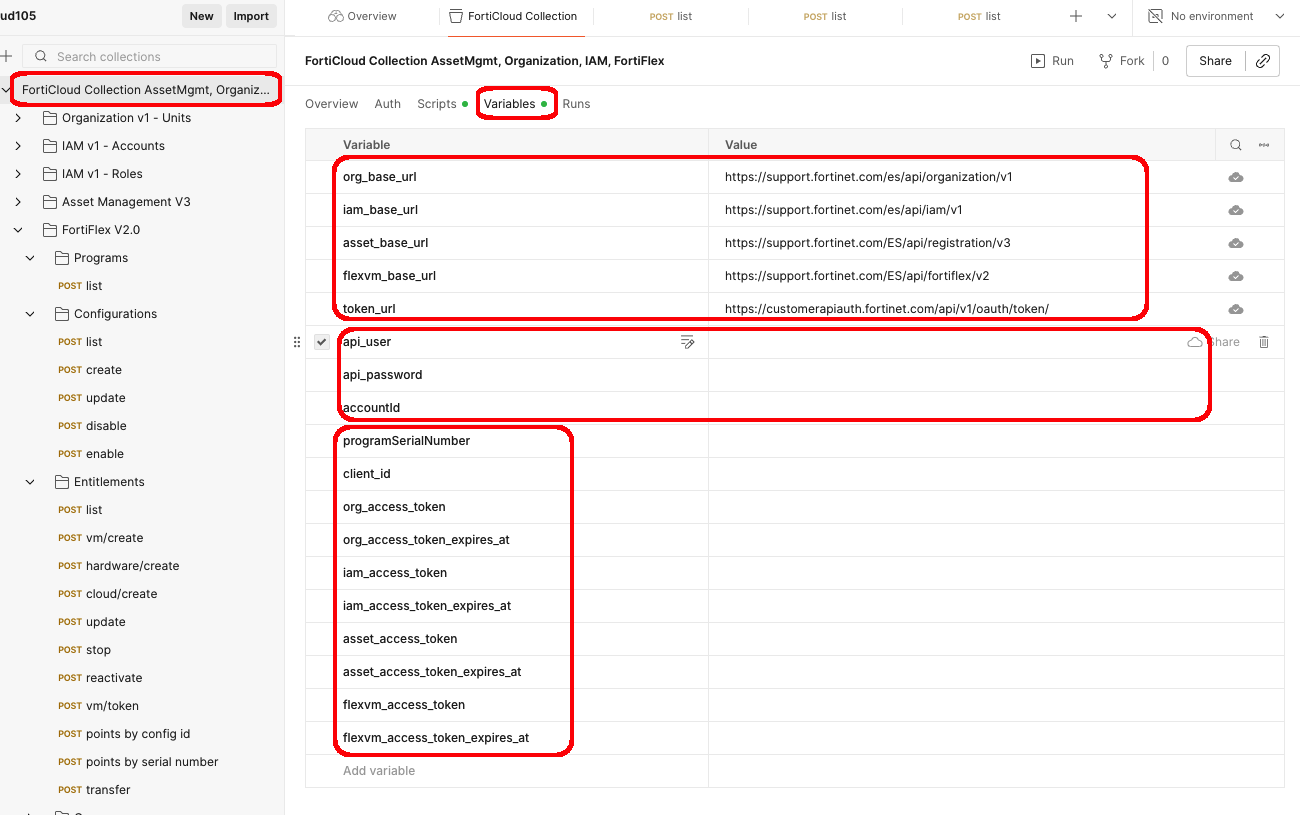 ud105
New
Import
Overview
FortiCloud Collection
POST list
POST list
POST list
No environment
Search collections
FortiCloud Collection AssetMgmt, Organiz...
Organization v1 - Units
IAM v1 - Accounts
IAM v1 - Roles
Asset Management V3
FortiFlex V2.0
Programs
POST list
Configurations
POST list
POST create
POST update
POST disable
POST enable
Entitlements
POST list
POST vm/create
POST hardware/create
POST cloud/create
POST update
POST stop
POST reactivate
POST vm/token
POST points by config id
POST points by serial number
POST transfer
FortiCloud Collection AssetMgmt, Organization, IAM, FortiFlex
Run
Fork 0
Share
Overview Auth Scripts Variables Runs
Variable Value
org_base_url https://support.fortinet.com/es/api/organization/v1
iam_base_url https://support.fortinet.com/es/api/iam/v1
asset_base_url https://support.fortinet.com/ES/api/registration/v3
flexvm_base_url https://support.fortinet.com/ES/api/fortiflex/v2
token_url https://customerapiauth.fortinet.com/api/v1/oauth/token/
api_user Share
api_password
accountId
programSerialNumber
client_id
org_access_token
org_access_token_expires_at
iam_access_token
iam_access_token_expires_at
asset_access_token
asset_access_token_expires_at
flexvm_access_token
flexvm_access_token_expires_at
Add variable